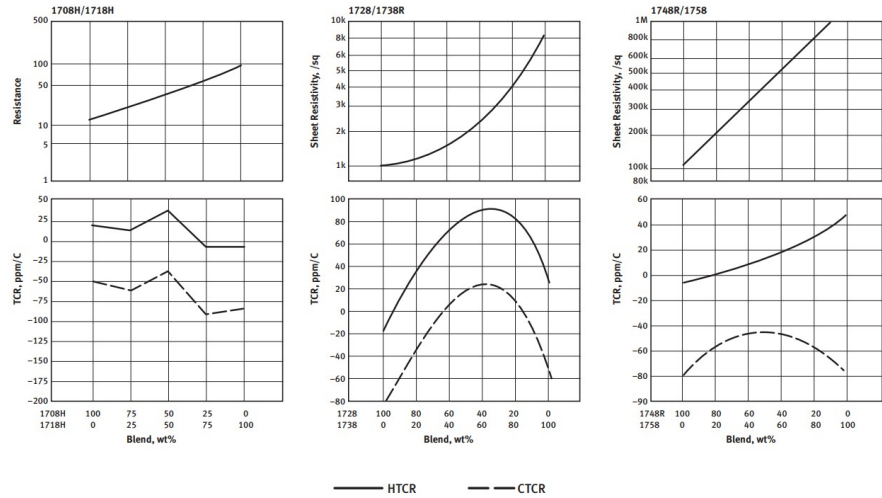 1708H/1718H
Resistance
500
100
50
10
5
1
TCR, ppm/C
50
25
0
−50
−75
−100
−150
−200
1708H 100 75 50 25 0
1718H 0 25 50 75 100
Blend, wt%
1728/1738R
Sheet Resistivity, /sq
10k
8k
6k
5k
4k
3k
2k
1k
TCR, ppm/C
100
80
60
40
20
0
−20
−40
−60
−80
1728 100 80 60 40 20 0
1738 0 20 40 60 80 100
Blend, wt%
1748R/1758
Sheet Resistivity, /sq
1M
800k
600k
500k
400k
300k
200k
100k
80k
TCR, ppm/C
60
40
20
0
−20
−40
−60
−80
−90
1748R 100 80 60 40 20 0
1758 0 20 40 60 80 100
Blend, wt%
HTCR CTCR